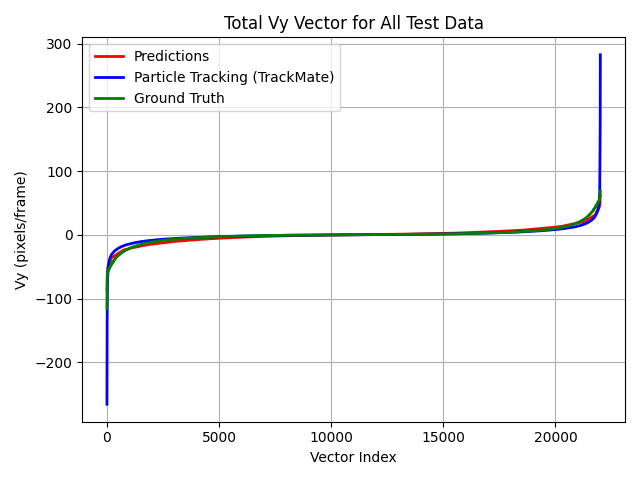 Total Vy Vector for All Test Data
Predictions
Particle Tracking (TrackMate)
Ground Truth
Vy (pixels/frame)
300
200
100
0
−100
−200
0
5000
10000
15000
20000
Vector Index